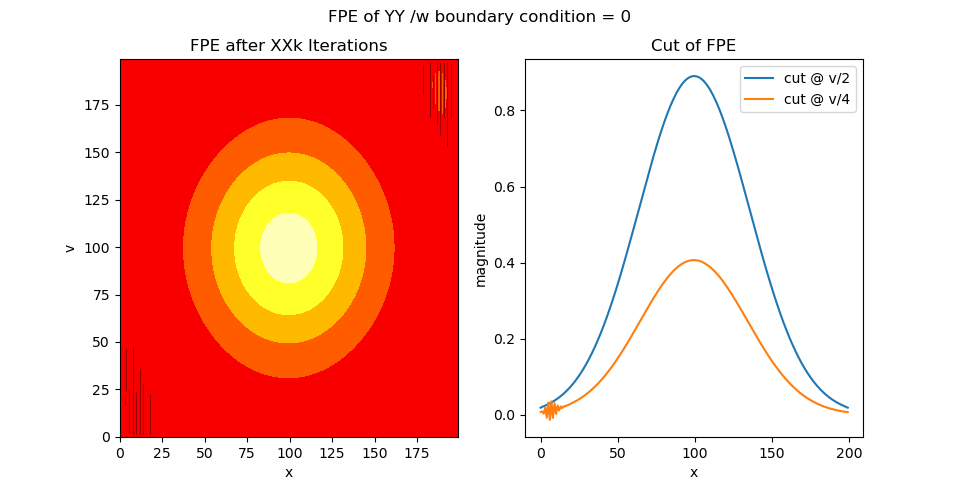 FPE of YY /w boundary condition = 0
FPE after XXk Iterations
Cut of FPE
175
150
125
100
75
50
25
0
v
0 25 50 75 100 125 150 175
x
0.8
0.6
0.4
0.2
0.0
magnitude
cut @ v/2
cut @ v/4
0 50 100 150 200
x